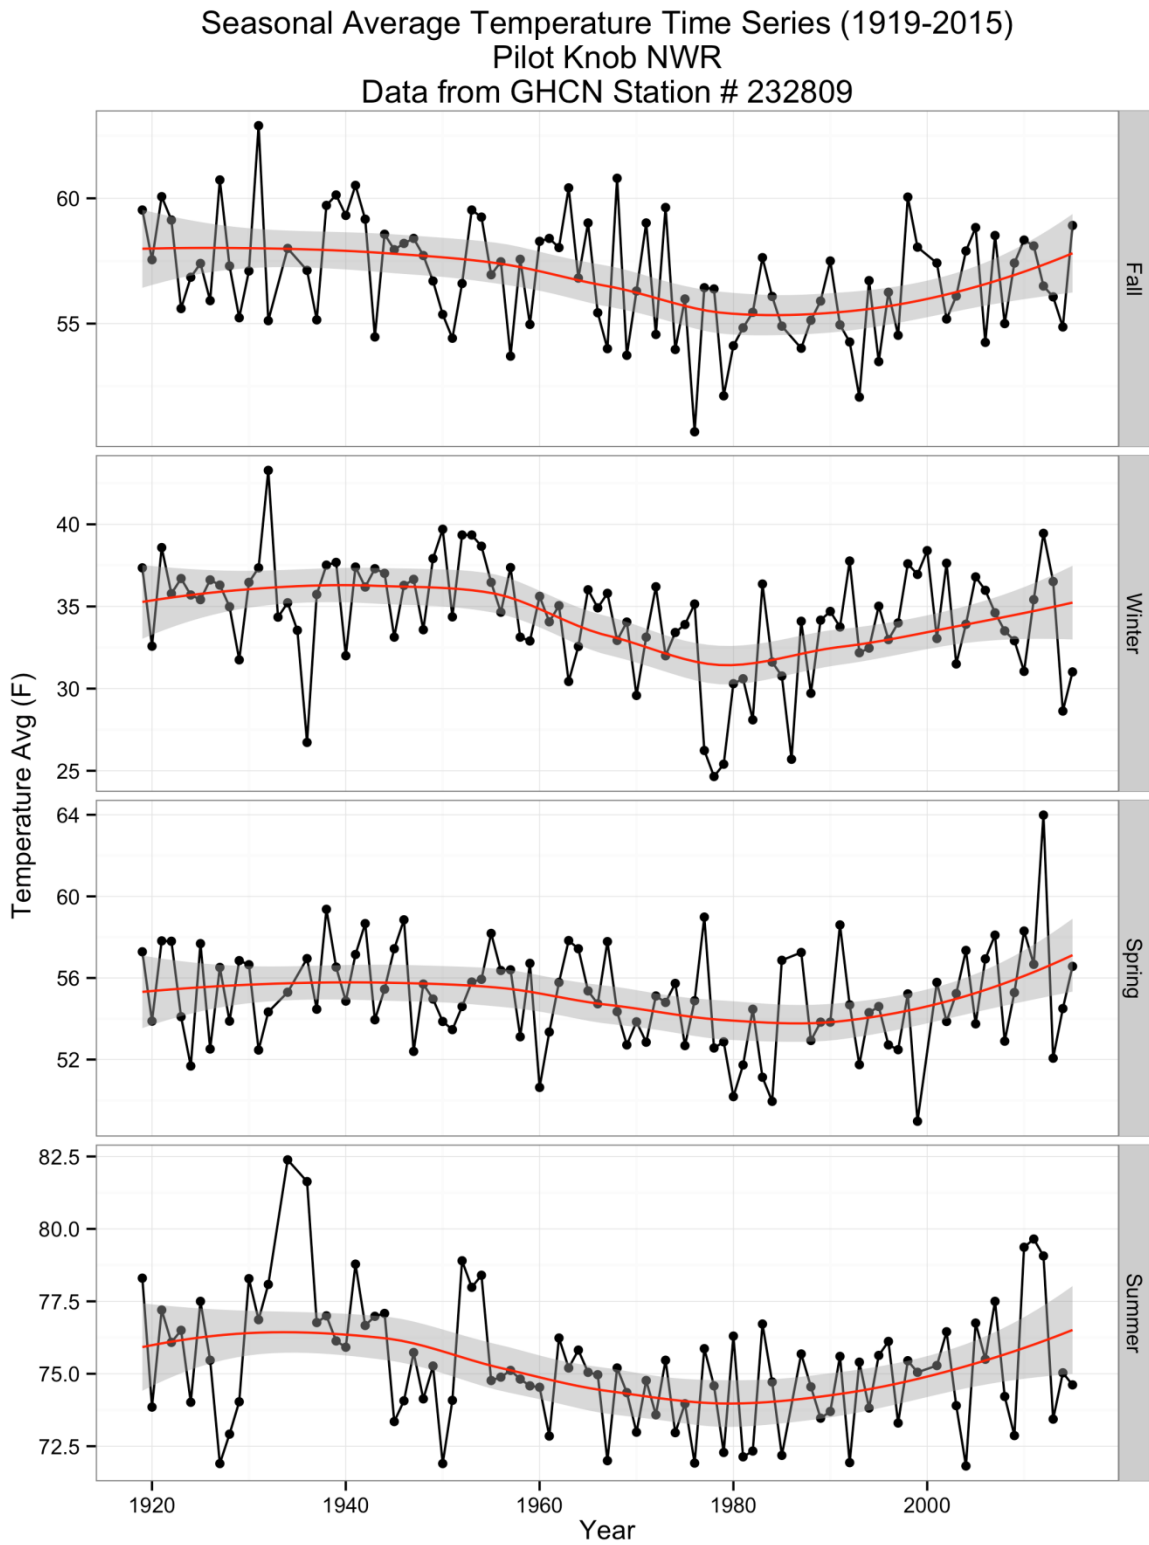 Seasonal Average Temperature Time Series (1919-2015)
Pilot Knob NWR
Data from GHCN Station # 232809
60
55
Fall
40
35
30
25
Winter
Temperature Avg (F)
64
60
56
52
Spring
82.5
80.0
77.5
75.0
72.5
Summer
1920 1940 1960 1980 2000
Year